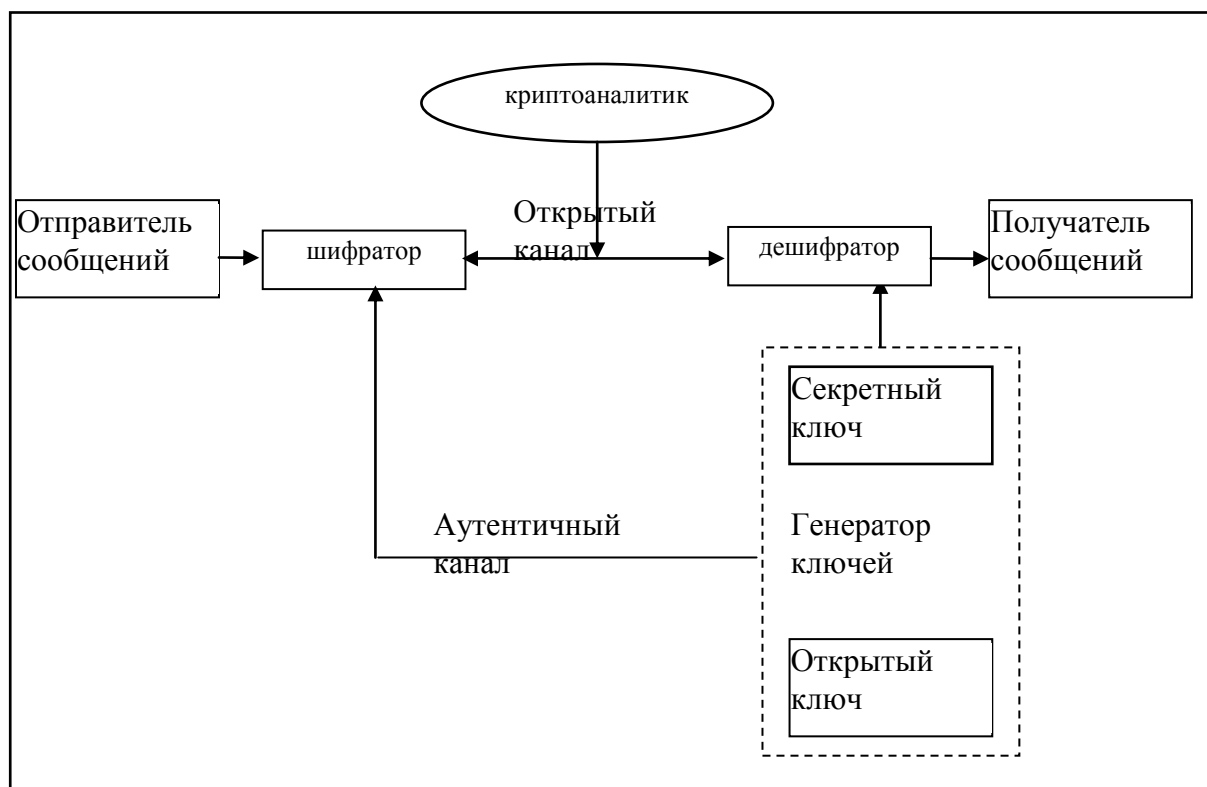 криптоаналитик
Отправитель
сообщений
шифратор
Открытый
канал
дешифратор
Получатель
сообщений
Секретный
ключ
Аутентичный
канал
Генератор
ключей
Открытый
ключ